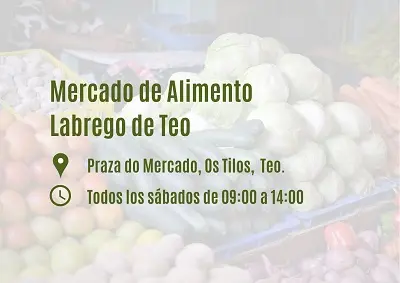 Mercado de Alimento
Labrego de Teo
Praza do Mercado, Os Tilos, Teo.
Todos los sábados de 09:00 a 14:00